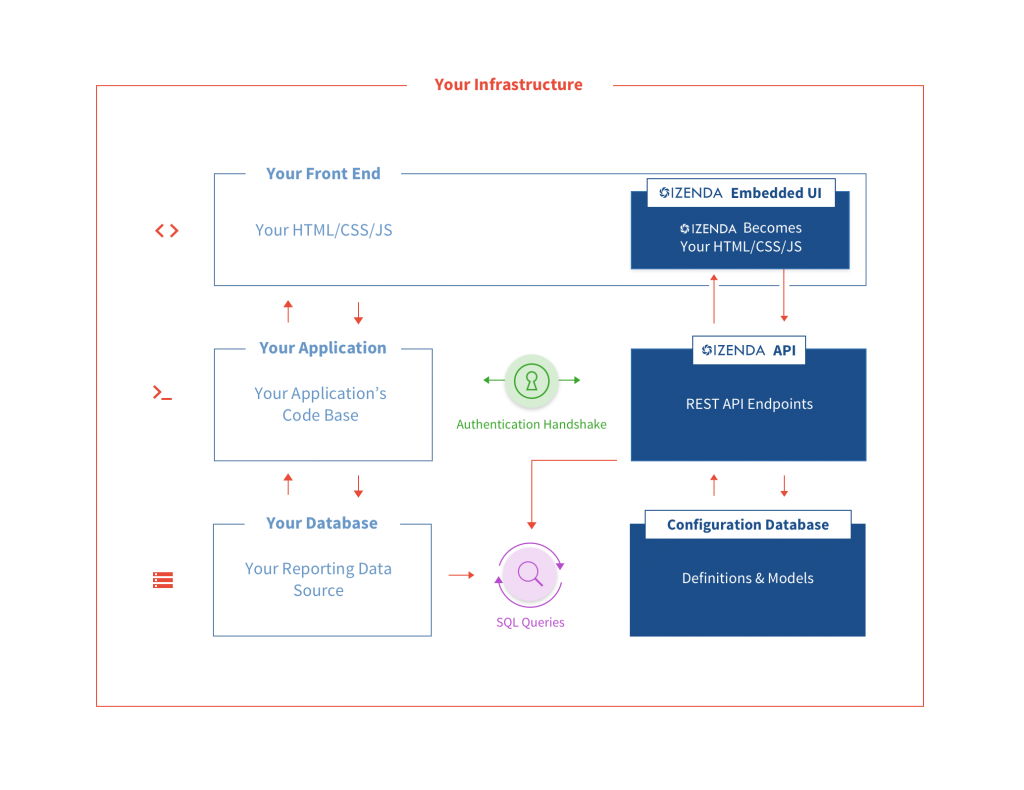 Your Infrastructure
Your Front End
Your HTML/CSS/JS
IZENDA Embedded UI
IZENDA Becomes
Your HTML/CSS/JS
Your Application
Your Application’s
Code Base
Authentication Handshake
IZENDA API
REST API Endpoints
Your Database
Your Reporting Data
Source
SQL Queries
Configuration Database
Definitions & Models